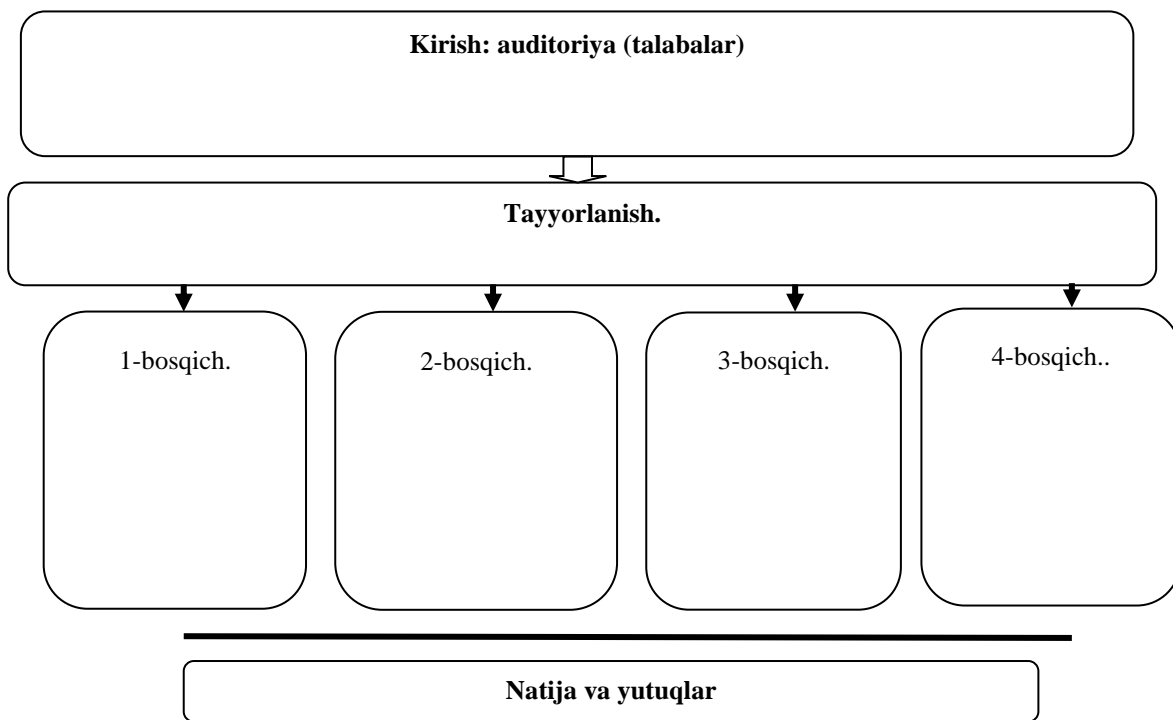 Kirish: auditoriya (talabalar)
Tayyorlanish.
1-bosqich.
2-bosqich.
3-bosqich.
4-bosqich..
Natija va yutuqlar